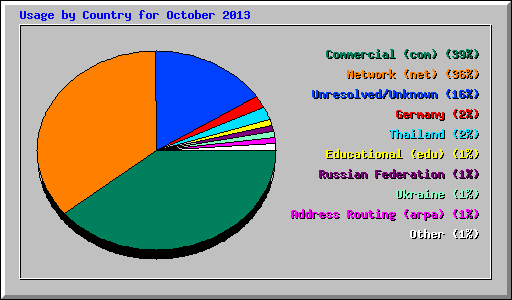 Usage by Country for October 2013
Commercial (com) (39%)
Network (net) (36%)
Unresolved/Unknown (16%)
Germany (2%)
Thailand (2%)
Educational (edu) (1%)
Russian Federation (1%)
Ukraine (1%)
Address Routing (arpa) (1%)
Other (1%)